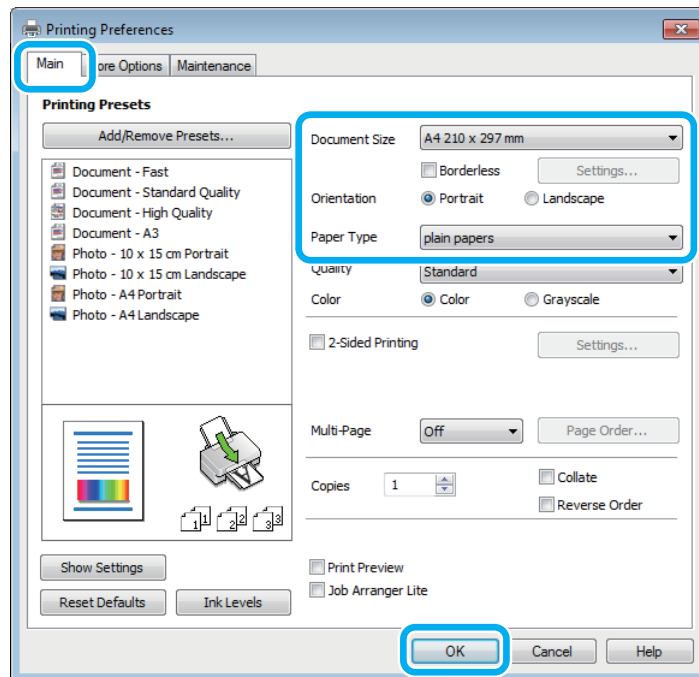 Printing Preferences
Main
ore Options
Maintenance
Printing Presets
Add/Remove Presets...
Document - Fast
Document - Standard Quality
Document - High Quality
Document - A3
Photo - 10 x 15 cm Portrait
Photo - 10 x 15 cm Landscape
Photo - A4 Portrait
Photo - A4 Landscape
1 1 2 2 3 3
Show Settings
Reset Defaults
Ink Levels
Document Size A4 210 x 297 mm
Borderless Settings...
Orientation Portrait Landscape
Paper Type plain papers
Quality Standard
Color Color Grayscale
2-Sided Printing Settings...
Multi-Page Off Page Order...
Copies 1 Collate
Reverse Order
Print Preview
Job Arranger Lite
OK Cancel Help